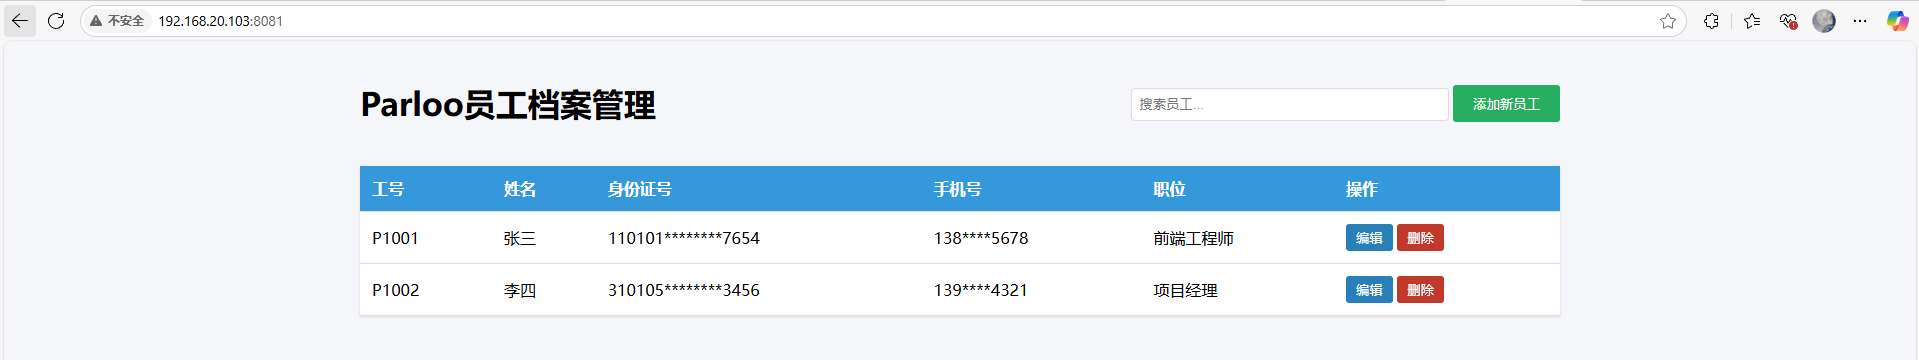 不安全 192.168.20.103:8081
Parloo员工档案管理 搜索员工... 添加新员工
工号 姓名 身份证号 手机号 职位 操作
P1001 张三 110101********7654 138****5678 前端工程师 编辑 删除
P1002 李四 310105********3456 139****4321 项目经理 编辑 删除